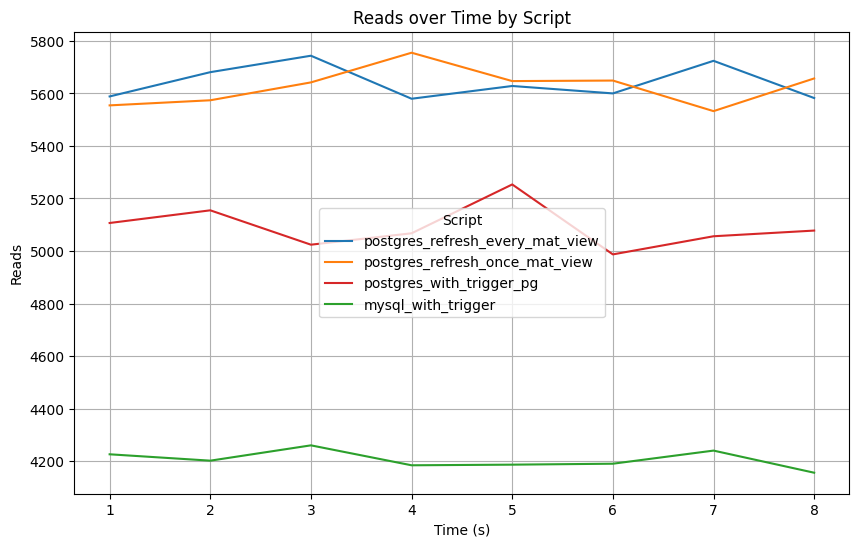 Reads over Time by Script
Reads
5800
5600
5400
5200
5000
4800
4600
4400
4200
Script
postgres_refresh_every_mat_view
postgres_refresh_once_mat_view
postgres_with_trigger_pg
mysql_with_trigger
1 2 3 4 5 6 7 8
Time (s)